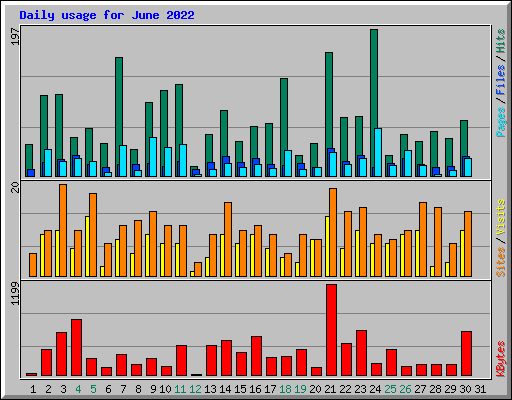 Daily usage for June 2022
197
Pages / Files / Hits
20
Sites / Visits
1199
KBytes
1 2 3 4 5 6 7 8 9 10 11 12 13 14 15 16 17 18 19 20 21 22 23 24 25 26 27 28 29 30 31